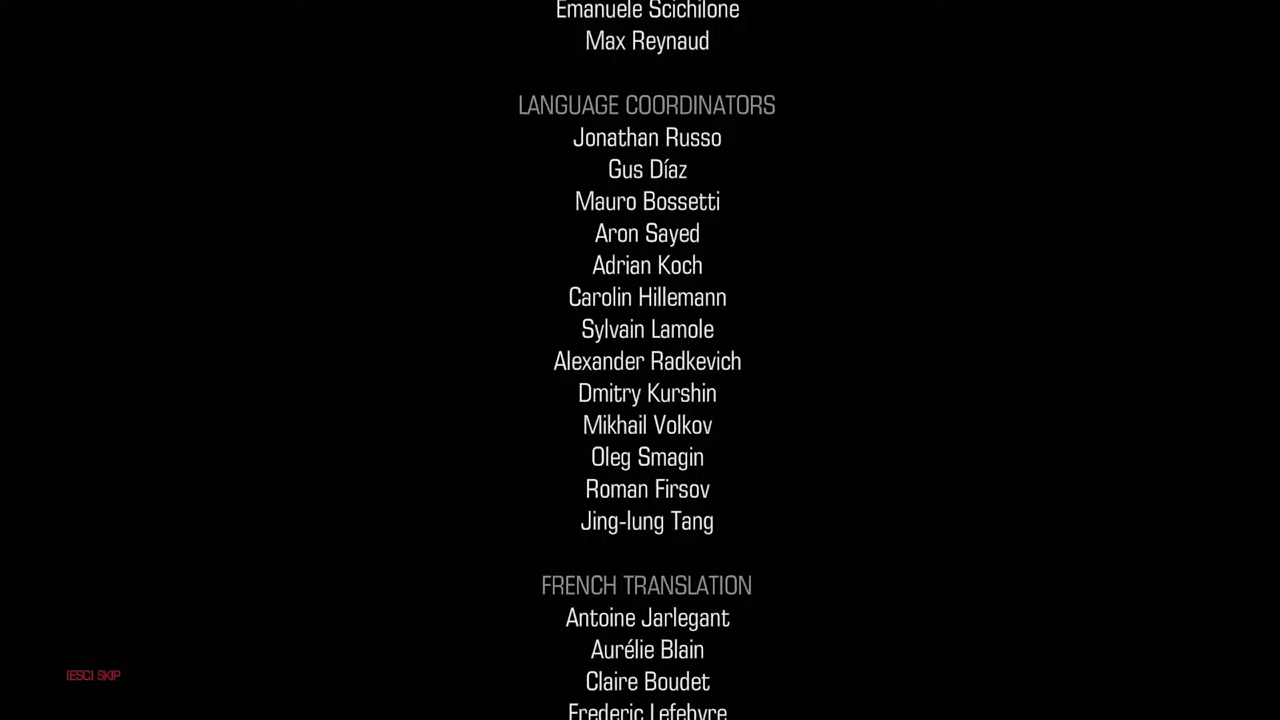 Emanuele Scichilone
Max Reynaud
LANGUAGE COORDINATORS
Jonathan Russo
Gus Díaz
Mauro Bossetti
Aron Sayed
Adrian Koch
Carolin Hillemann
Sylvain Lamole
Alexander Radkevich
Dmitry Kurshin
Mikhail Volkov
Oleg Smagin
Roman Firsov
Jing-lung Tang
FRENCH TRANSLATION
Antoine Jarlegant
Aurélie Blain
Claire Boudet
Frederic Lefebvre
[ESC] SKIP